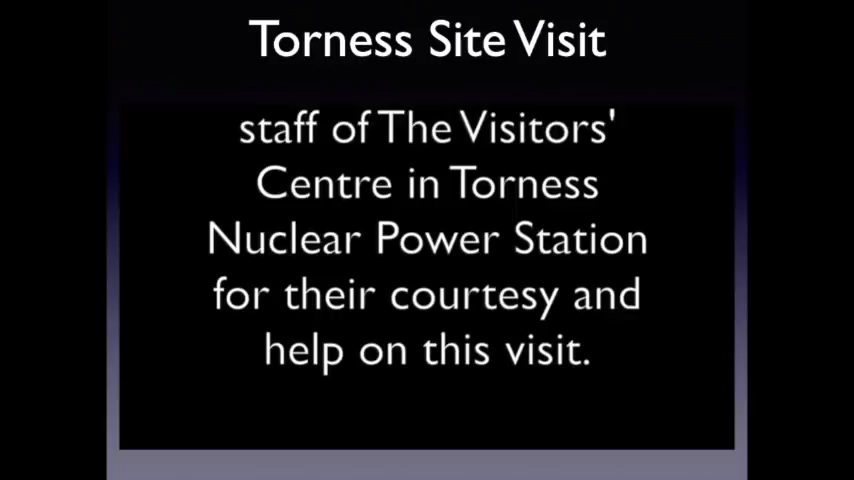 Torness Site Visit
staff of The Visitors'
Centre in Torness
Nuclear Power Station
for their courtesy and
help on this visit.